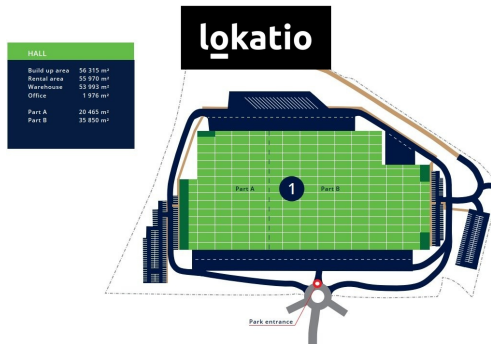 lokatio
HALL
Build up area 56 315 m²
Rental area 55 970 m²
Warehouse 53 993 m²
Office 1 976 m²
Part A 20 465 m²
Part B 35 850 m²
Part A 1 Part B
Park entrance